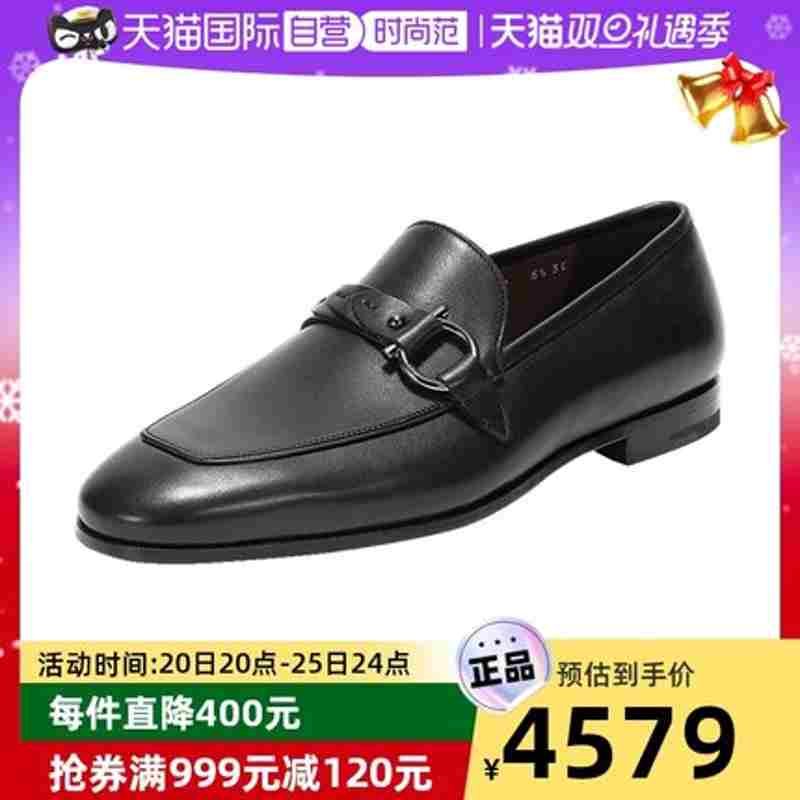 天猫国际自营时尚范 天猫双旦礼遇季
6½ 3E
活动时间:20日20点-25日24点
正品
预估到手价
每件直降400元
¥4579
抢券满999元减120元